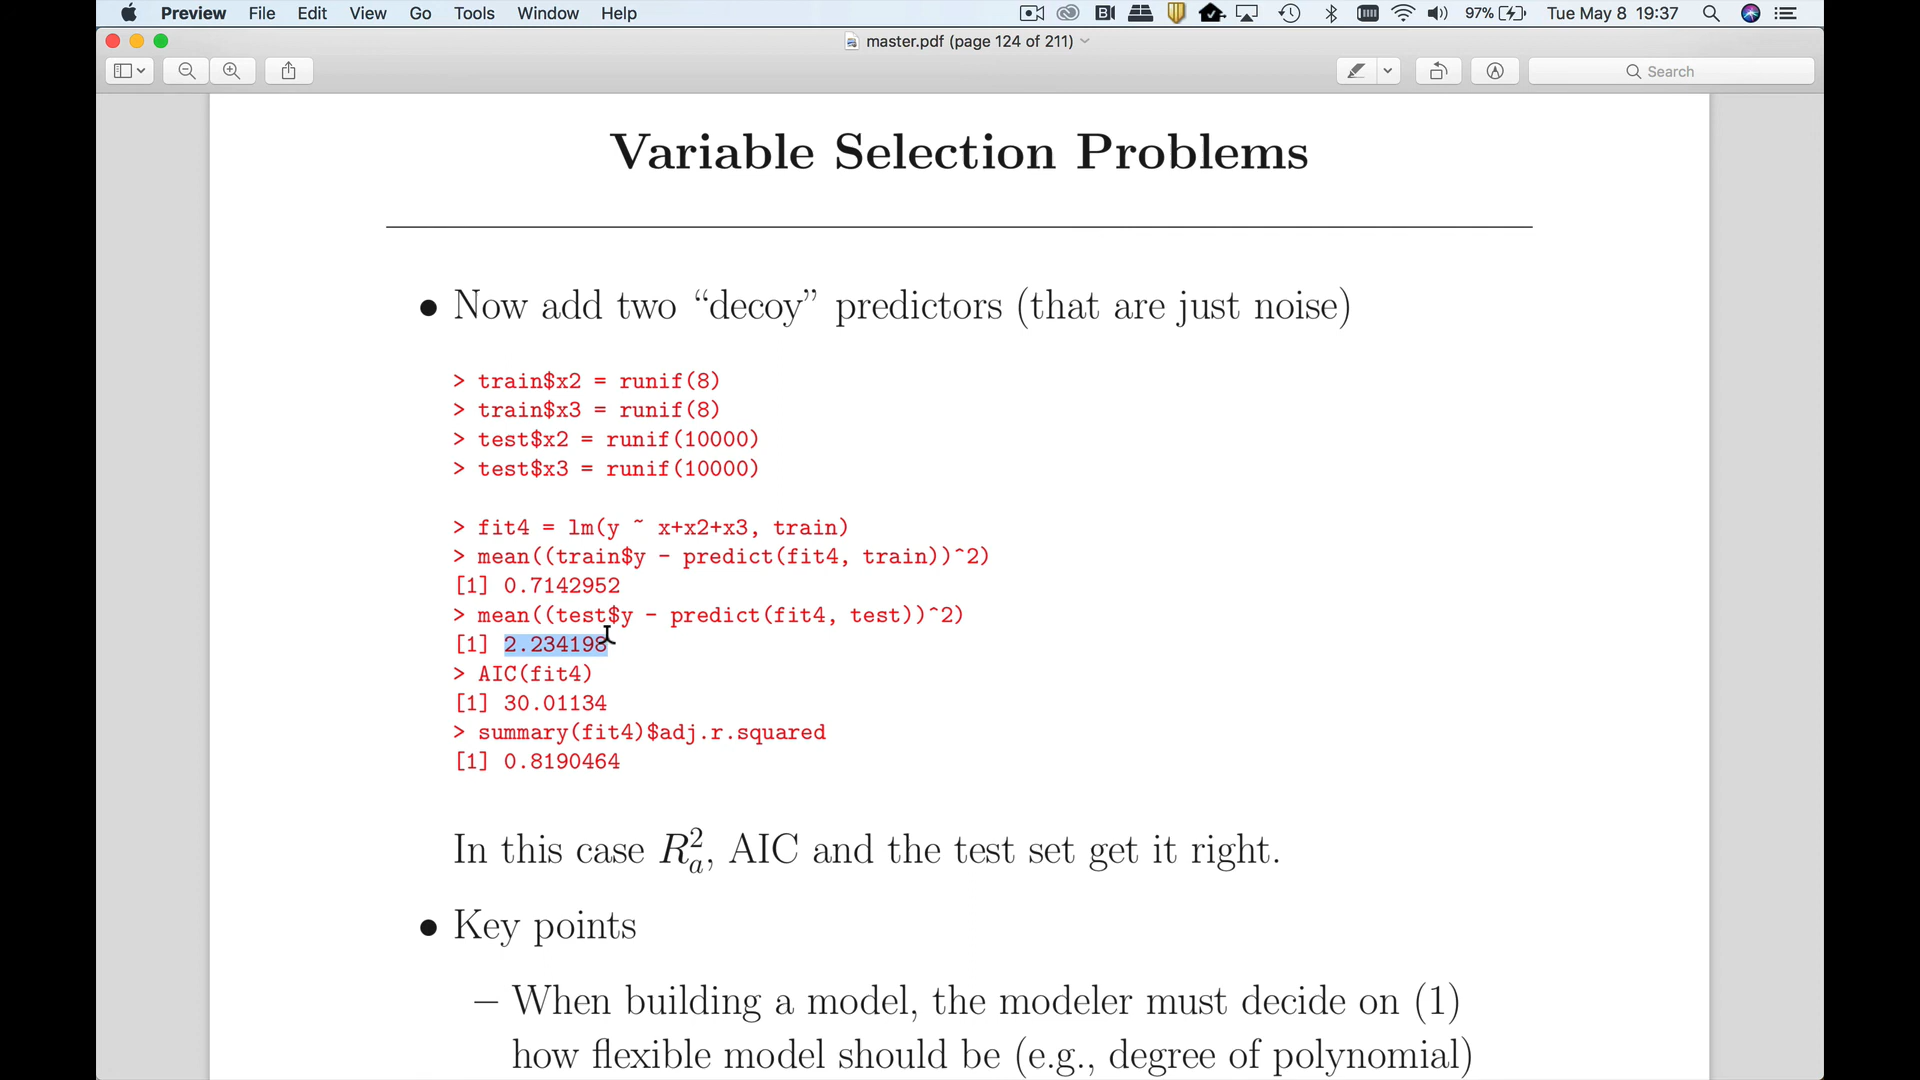 Preview File Edit View Go Tools Window Help 97% Tue May 8 19:37
master.pdf (page 124 of 211)
Search
Variable Selection Problems
• Now add two “decoy” predictors (that are just noise)
> train$x2 = runif(8)
> train$x3 = runif(8)
> test$x2 = runif(10000)
> test$x3 = runif(10000)
> fit4 = lm(y ~ x+x2+x3, train)
> mean((train$y - predict(fit4, train))^2)
[1] 0.7142952
> mean((test$y - predict(fit4, test))^2)
[1] 2.234198
> AIC(fit4)
[1] 30.01134
> summary(fit4)$adj.r.squared
[1] 0.8190464
In this case R²ₐ, AIC and the test set get it right.
• Key points
– When building a model, the modeler must decide on (1)
how flexible model should be (e.g., degree of polynomial)